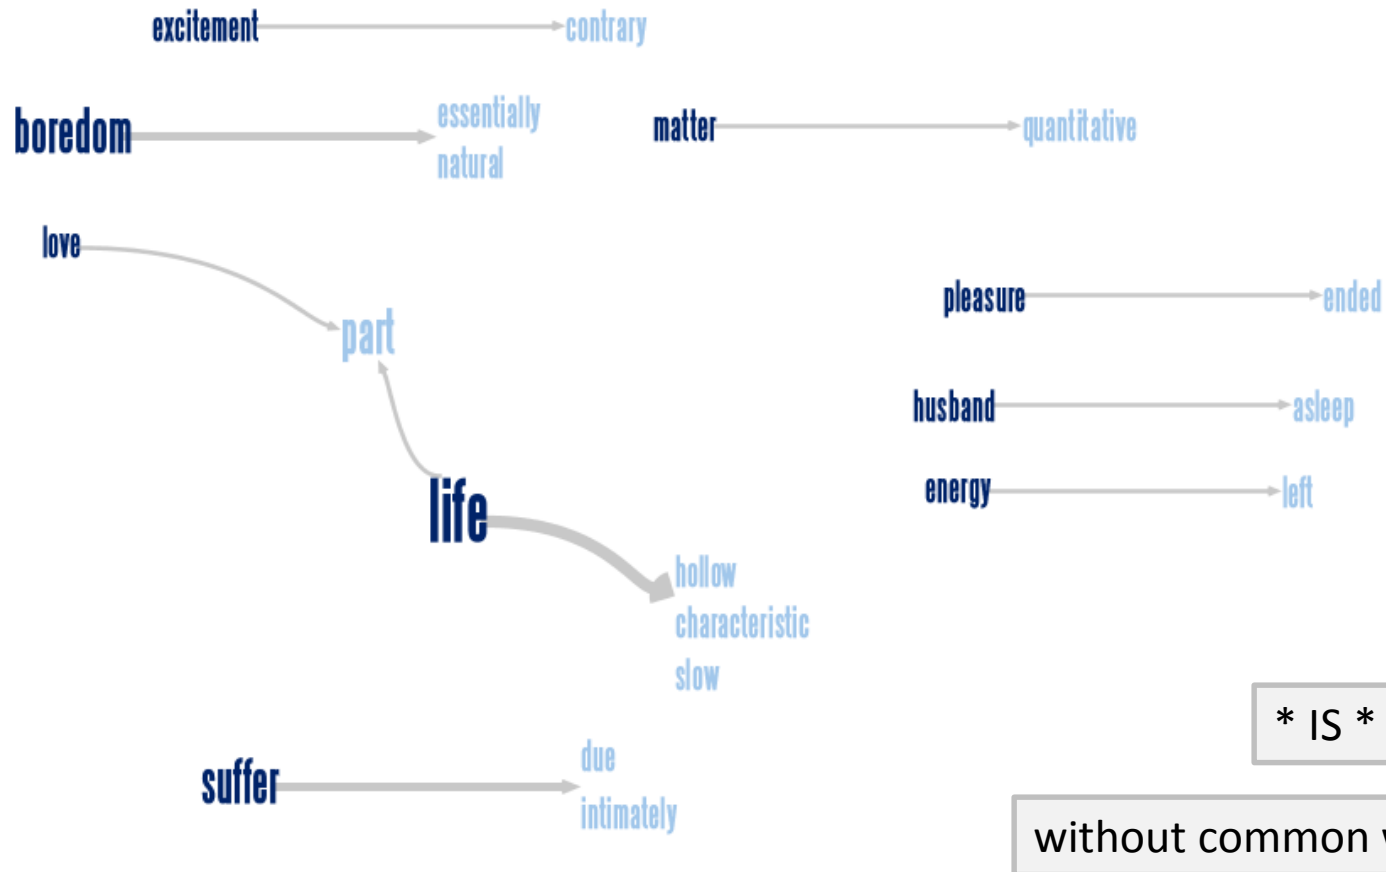 excitement contrary
boredom essentially
natural
matter quantitative
love
part
pleasure ended
husband asleep
energy left
life
hollow
characteristic
slow
suffer due
intimately
* IS *
without common